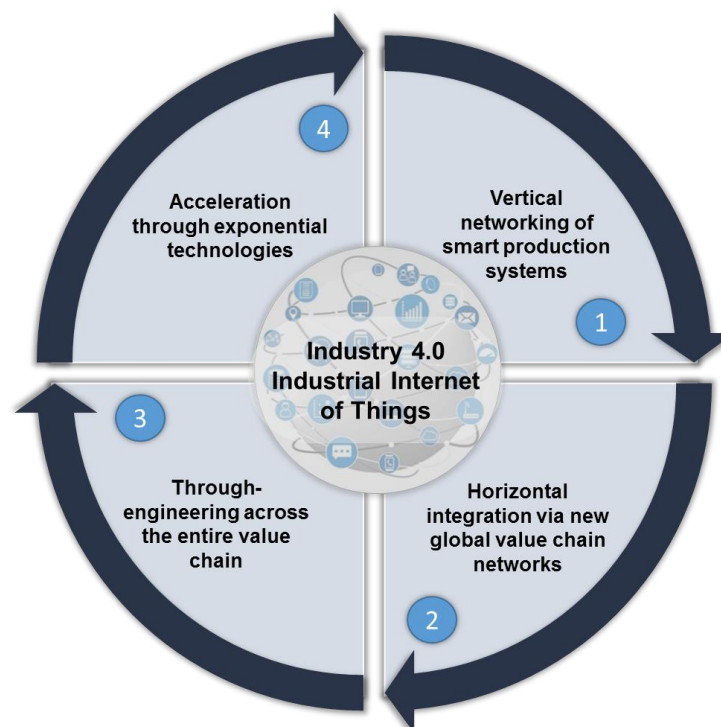 4
Acceleration
through exponential
technologies
Vertical
networking of
smart production
systems
1
Industry 4.0
Industrial Internet
of Things
3
Through-
engineering across
the entire value
chain
Horizontal
integration via new
global value chain
networks
2